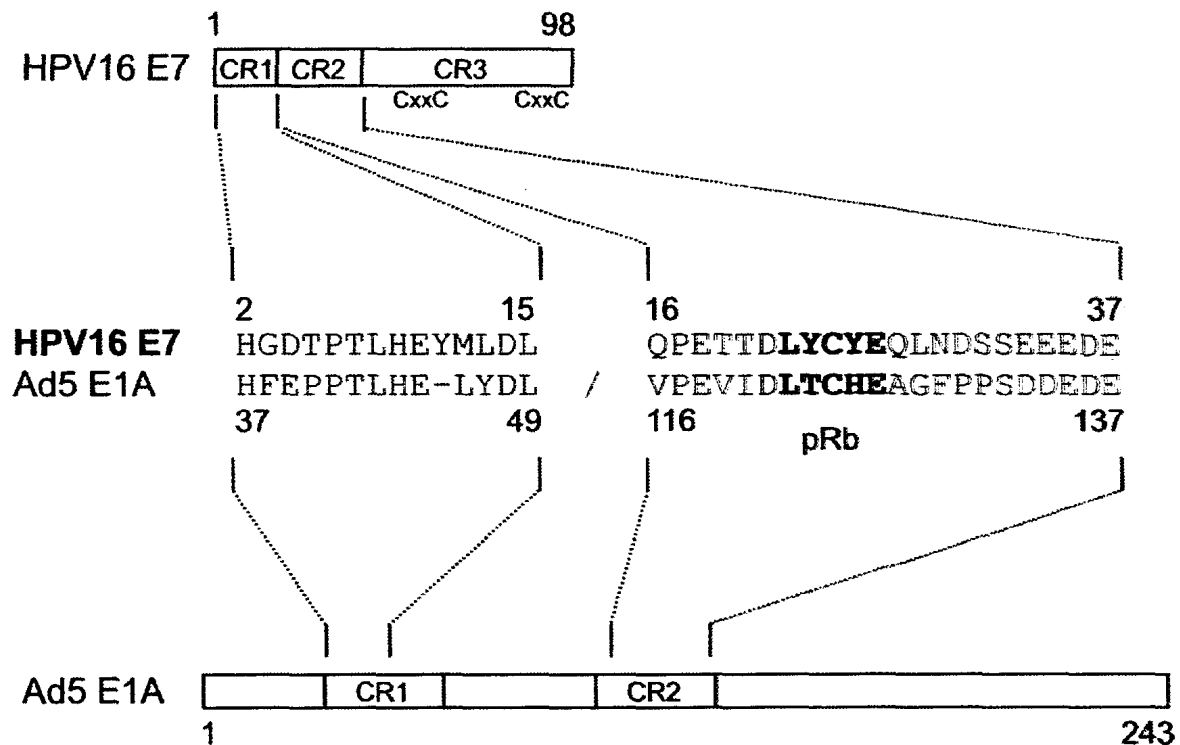 1 98
HPV16 E7 CR1 CR2 CR3
CxxC CxxC
2 15 16 37
HPV16 E7 HGDTPTLHEYMLDL QPETTDLYCYEQLNDSSEEEDE
Ad5 E1A HFEPPTLHE-LYDL / VPEVIDLTCHEAGFPPSDDEDE
37 49 116 137
pRb
Ad5 E1A CR1 CR2
1 243